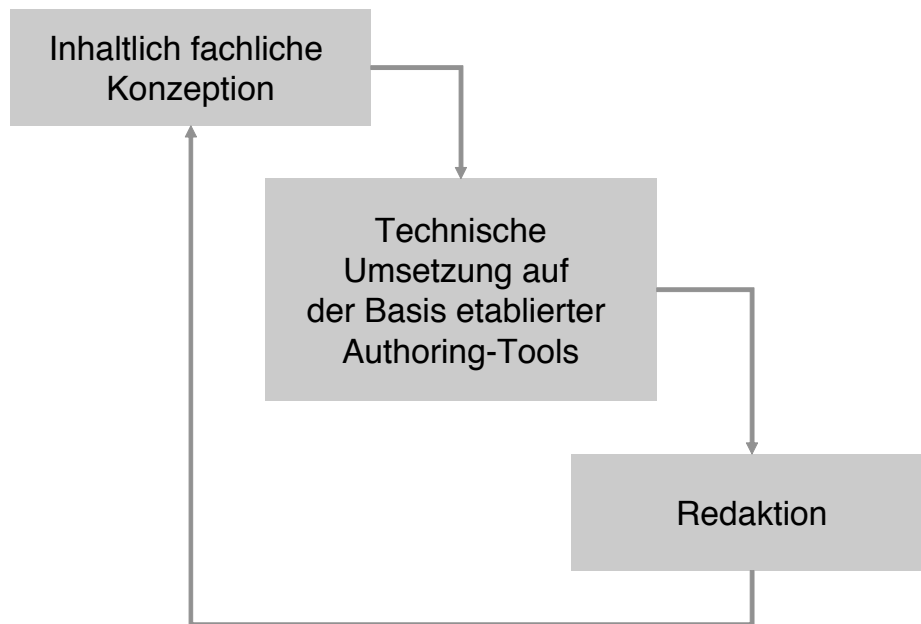 Inhaltlich fachliche
Konzeption
Technische
Umsetzung auf
der Basis etablierter
Authoring-Tools
Redaktion